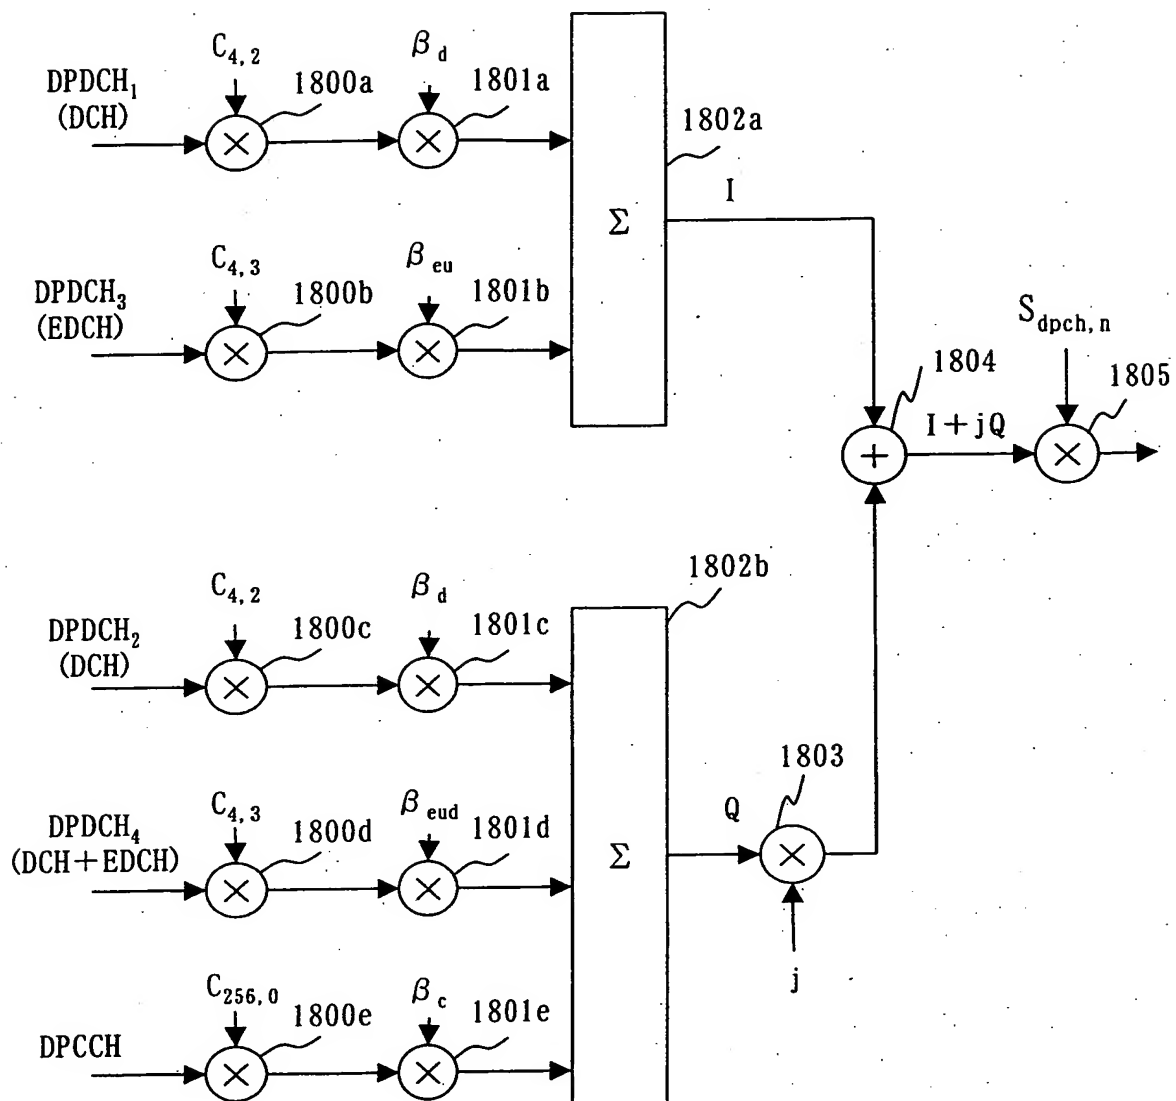 C4,2
βd
DPDCH1
(DCH)
1800a
1801a
1802a
I
Σ
C4,3
βeu
DPDCH3
(EDCH)
1800b
1801b
Sdpch,n
1804
1805
I+jQ
+
×
C4,2
βd
1802b
DPDCH2
(DCH)
1800c
1801c
C4,3
βeud
1803
DPDCH4
(DCH+EDCH)
1800d
1801d
Q
Σ
j
C256,0
βc
DPCCH
1800e
1801e